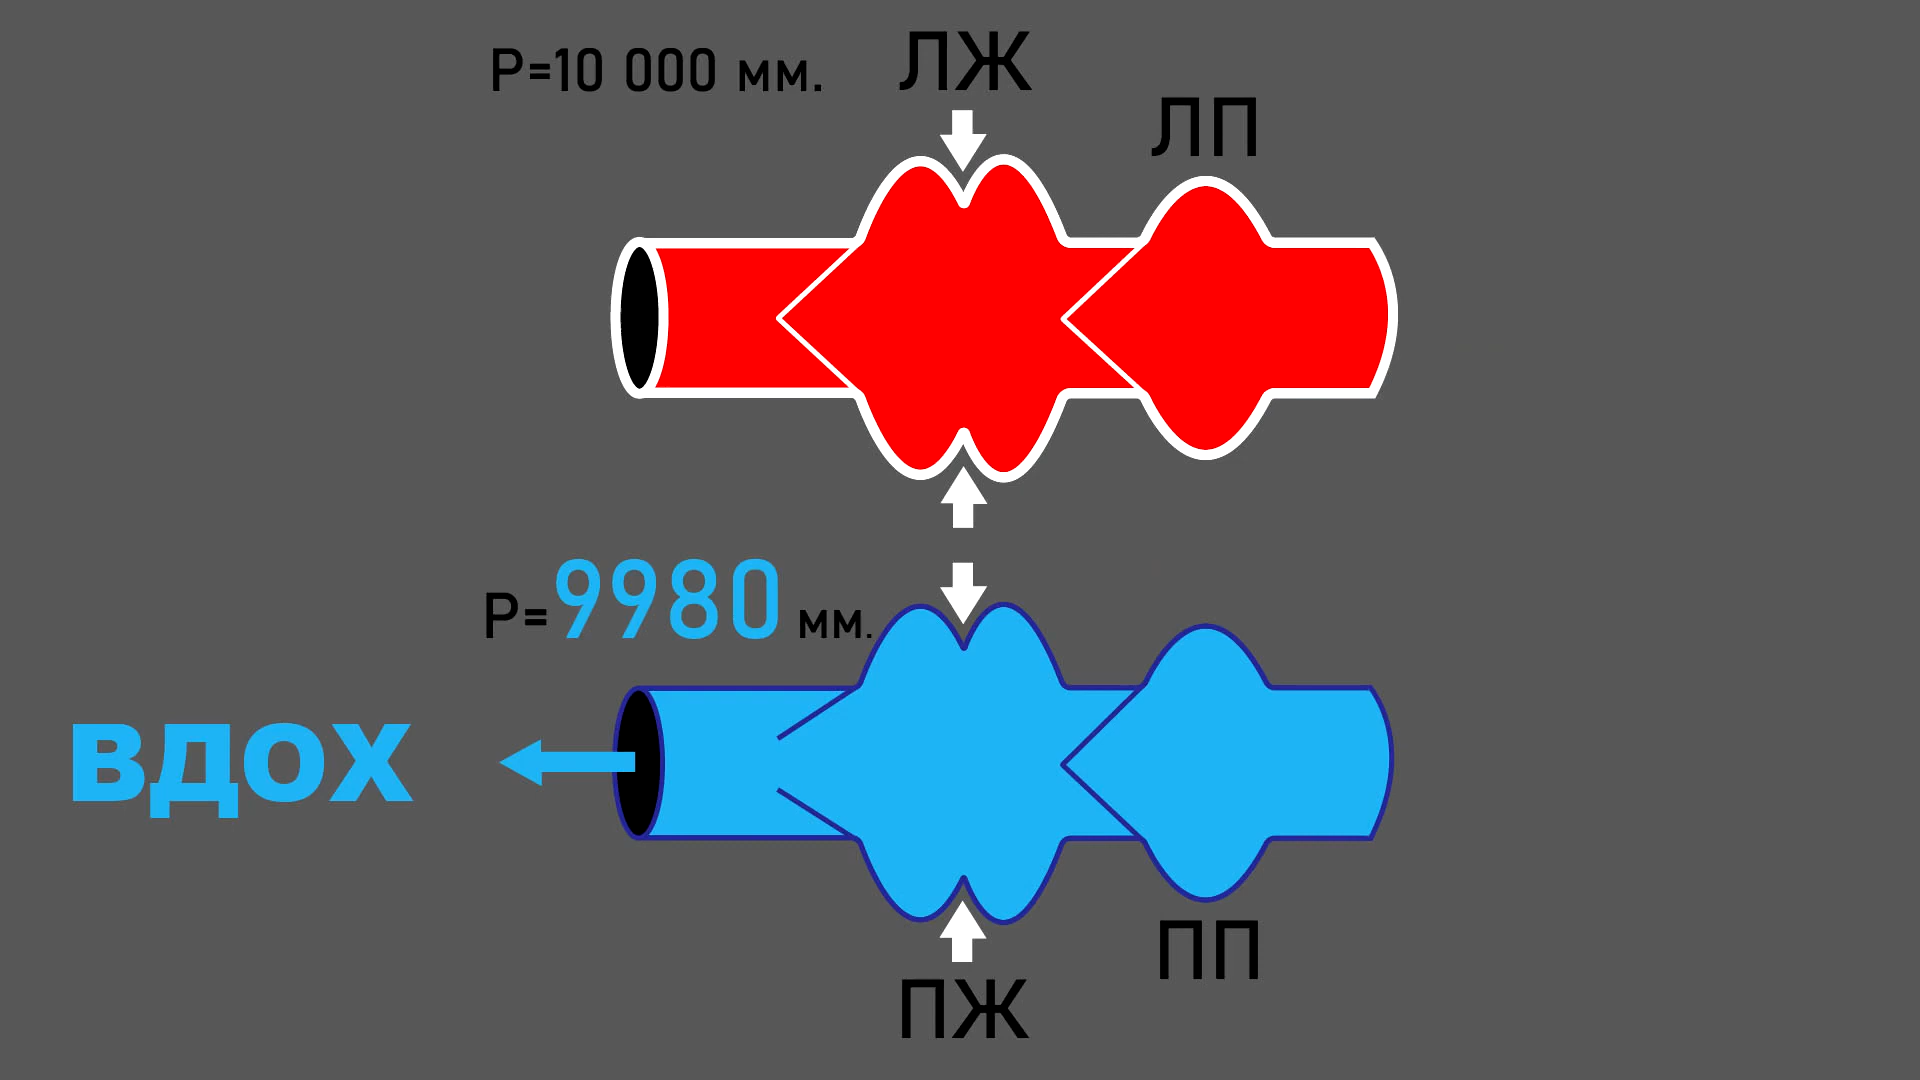 P=10 000 мм.
ЛЖ
ЛП
P=9980 мм.
вдох
ПП
ПЖ